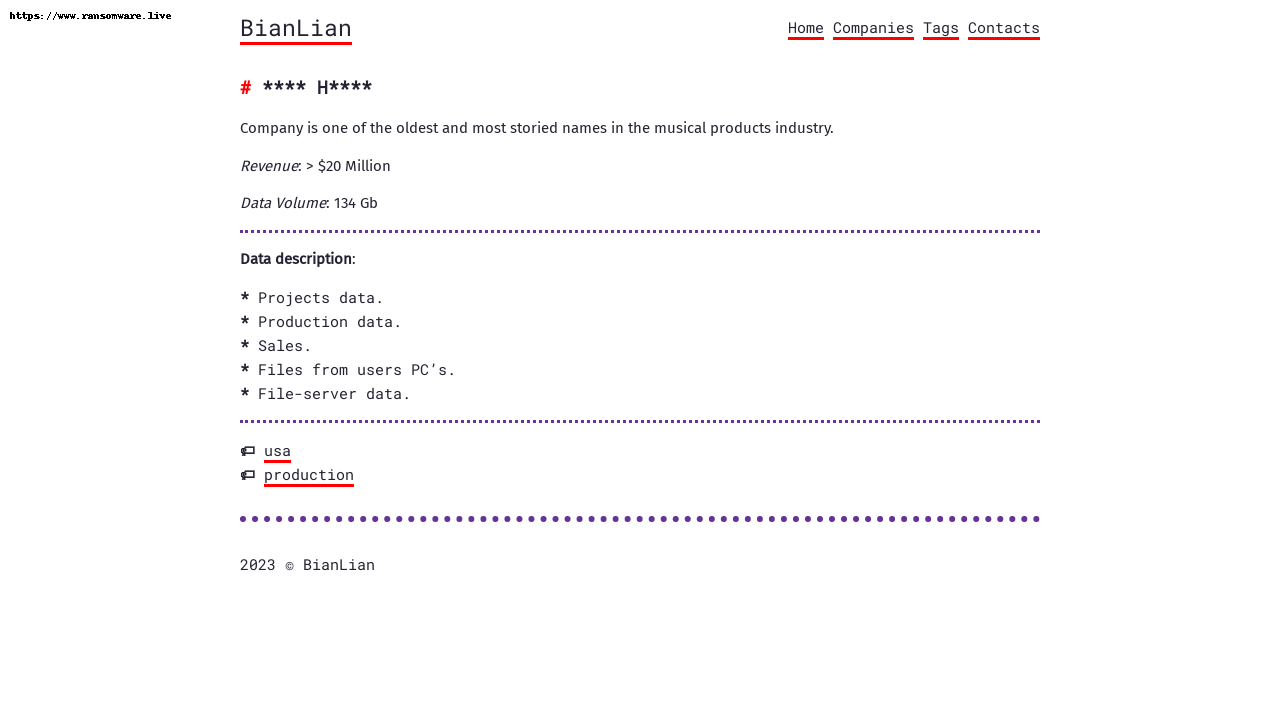 https://www.ransomware.live
BianLian
Home Companies Tags Contacts
# **** H****
Company is one of the oldest and most storied names in the musical products industry.
Revenue: > $20 Million
Data Volume: 134 Gb
Data description:
* Projects data.
* Production data.
* Sales.
* Files from users PC’s.
* File-server data.
usa
production
2023 © BianLian